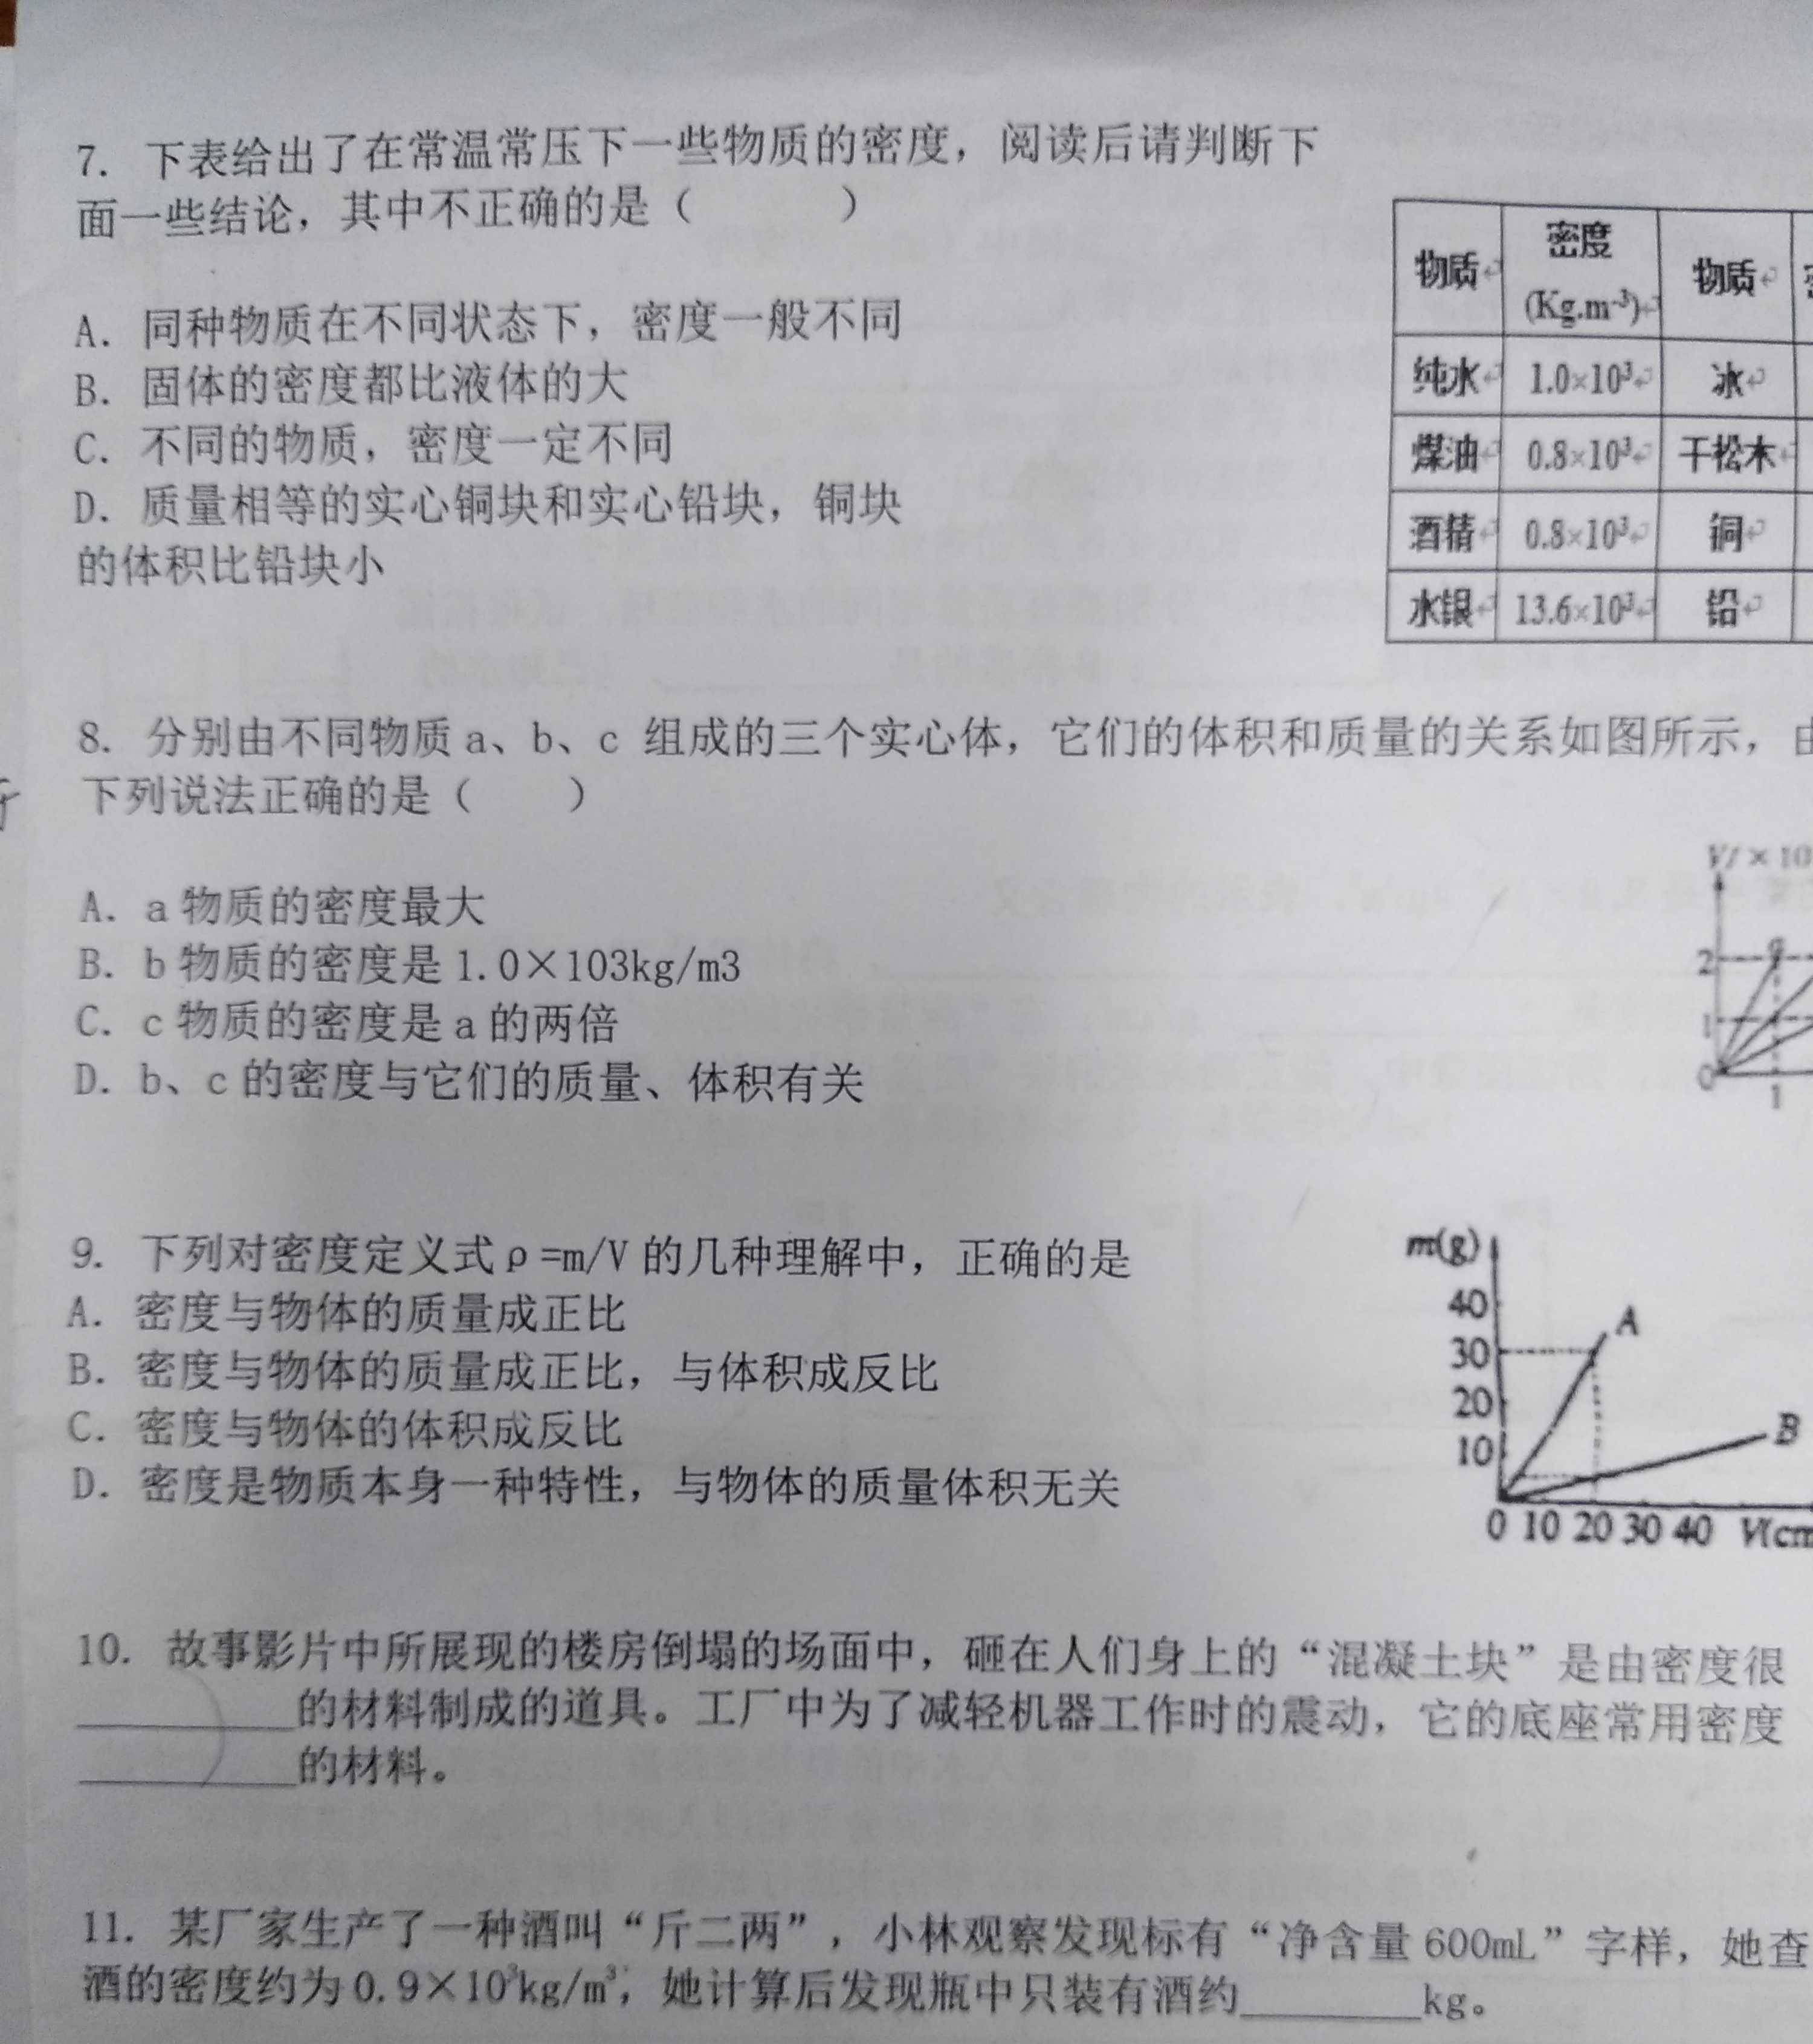 7. 下表给出了在常温常压下一些物质的密度，阅读后请判断下
面一些结论，其中不正确的是（　　　）
A. 同种物质在不同状态下，密度一般不同
B. 固体的密度都比液体的大
C. 不同的物质，密度一定不同
D. 质量相等的实心铜块和实心铅块，铜块
的体积比铅块小
物质 密度 (Kg.m⁻³) 物质
纯水 1.0×10³ 冰
煤油 0.8×10³ 干松木
酒精 0.8×10³ 铜
水银 13.6×10³ 铅
8. 分别由不同物质 a、b、c 组成的三个实心体，它们的体积和质量的关系如图所示，由
下列说法正确的是（　　）
A. a 物质的密度最大
B. b 物质的密度是 1.0×103kg/m3
C. c 物质的密度是 a 的两倍
D. b、c 的密度与它们的质量、体积有关
V/×10
2
a
1
0
1
9. 下列对密度定义式 ρ=m/V 的几种理解中，正确的是
A. 密度与物体的质量成正比
B. 密度与物体的质量成正比，与体积成反比
C. 密度与物体的体积成反比
D. 密度是物质本身一种特性，与物体的质量体积无关
m(g)
40
A
30
20
B
10
0 10 20 30 40 V(cm
10. 故事影片中所展现的楼房倒塌的场面中，砸在人们身上的“混凝土块”是由密度很
______的材料制成的道具。工厂中为了减轻机器工作时的震动，它的底座常用密度
______的材料。
11. 某厂家生产了一种酒叫“斤二两”，小林观察发现标有“净含量 600mL”字样，她查
酒的密度约为 0.9×10³kg/m³，她计算后发现瓶中只装有酒约______kg。